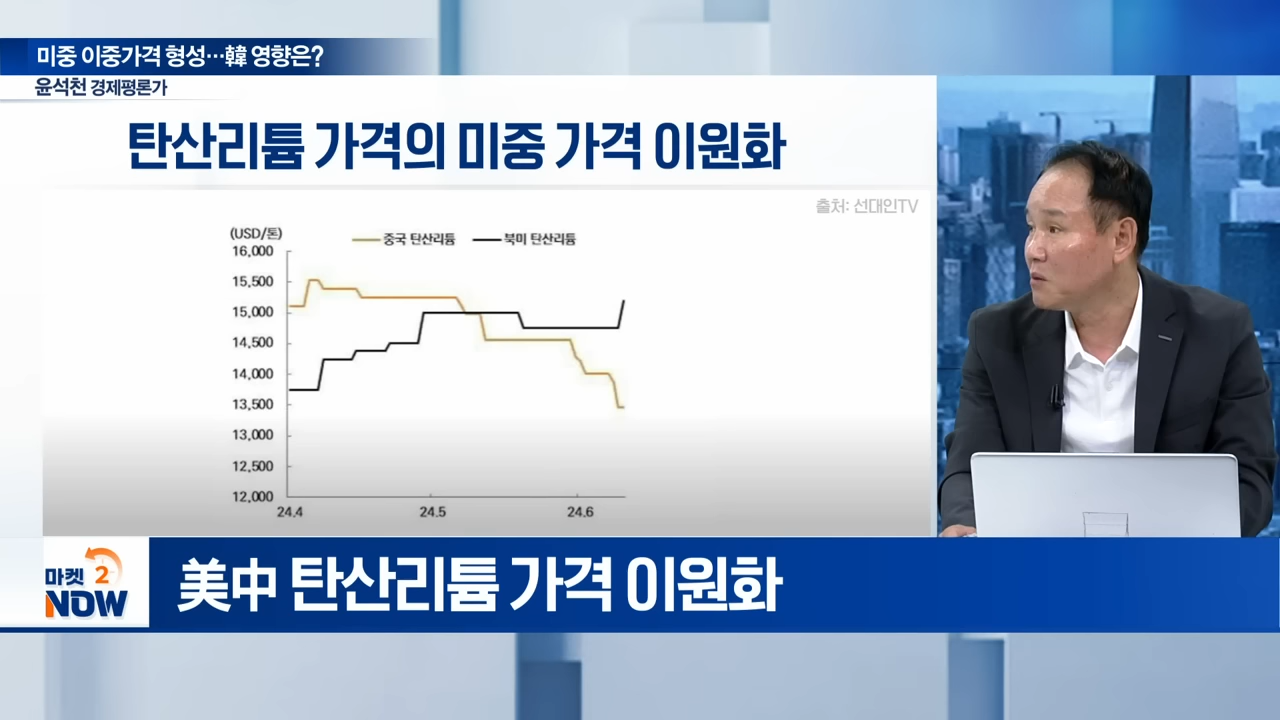 미중 이중가격 형성…韓 영향은?
윤석천 경제평론가
탄산리튬 가격의 미중 가격 이원화
출처: 선대인TV
(USD/톤)
중국 탄산리튬 북미 탄산리튬
16,000
15,500
15,000
14,500
14,000
13,500
13,000
12,500
12,000
24.4 24.5 24.6
마켓 2
NOW
美中 탄산리튬 가격 이원화